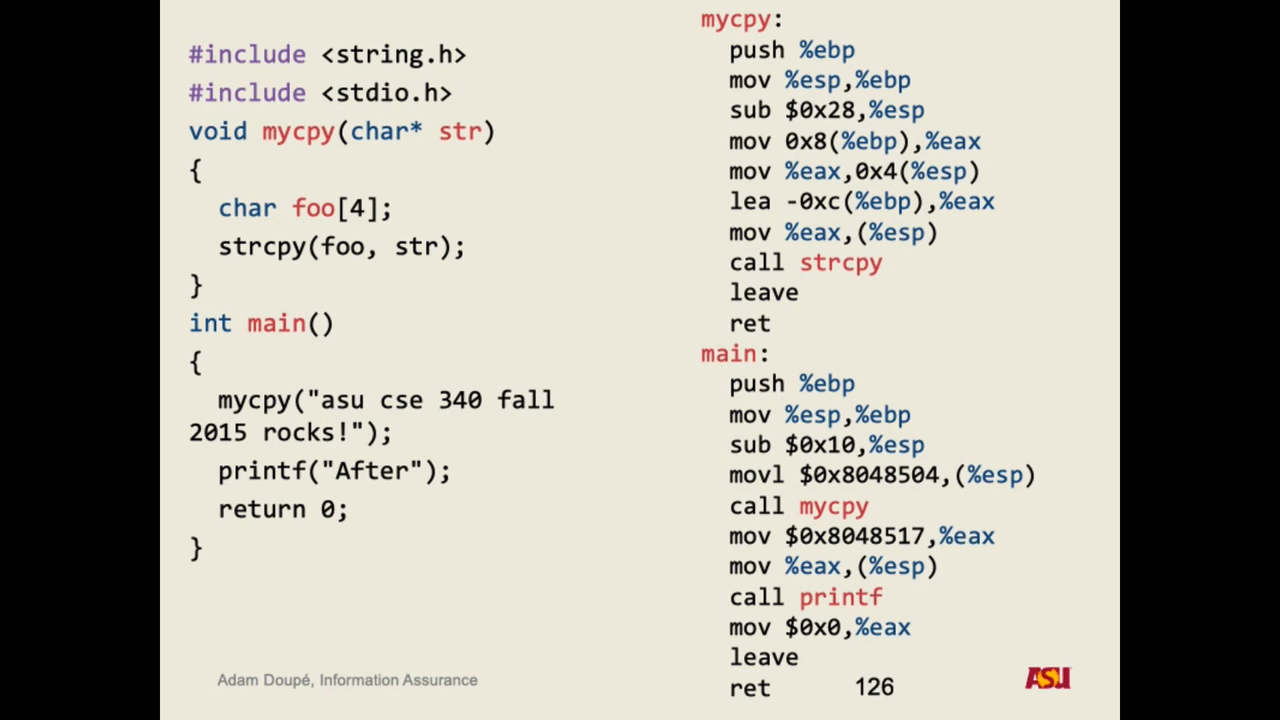 #include <string.h>
#include <stdio.h>
void mycpy(char* str)
{
  char foo[4];
  strcpy(foo, str);
}
int main()
{
  mycpy("asu cse 340 fall
2015 rocks!");
  printf("After");
  return 0;
}
mycpy:
  push %ebp
  mov %esp,%ebp
  sub $0x28,%esp
  mov 0x8(%ebp),%eax
  mov %eax,0x4(%esp)
  lea -0xc(%ebp),%eax
  mov %eax,(%esp)
  call strcpy
  leave
  ret
main:
  push %ebp
  mov %esp,%ebp
  sub $0x10,%esp
  movl $0x8048504,(%esp)
  call mycpy
  mov $0x8048517,%eax
  mov %eax,(%esp)
  call printf
  mov $0x0,%eax
  leave
  ret
Adam Doupé, Information Assurance
126
ASU